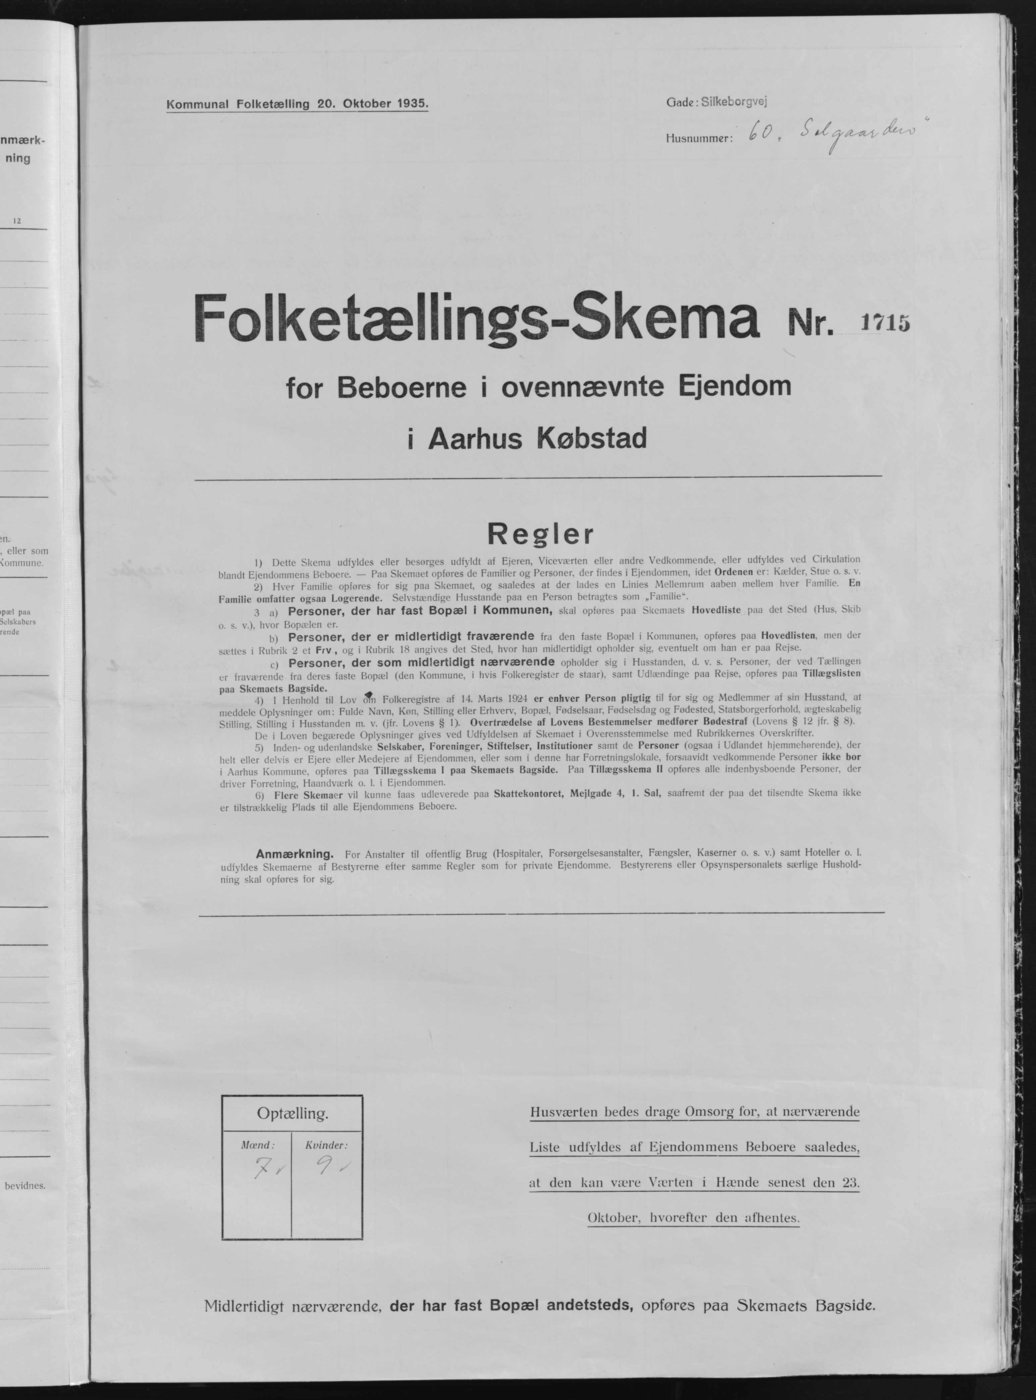 nmærk-
ning
12
en.
, eller som
Kommune.
opæl paa
Selskabers
rende
bevidnes.
Kommunal Folketælling 20. Oktober 1935.
Gade: Silkeborgvej
Husnummer: 60. Solgaarden"
Folketællings-Skema Nr. 1715
for Beboerne i ovennævnte Ejendom
i Aarhus Købstad
Regler
1) Dette Skema udfyldes eller besørges udfyldt af Ejeren, Viceværten eller andre Vedkommende, eller udfyldes ved Cirkulation
blandt Ejendommens Beboere. — Paa Skemaet opføres de Familier og Personer, der findes i Ejendommen, idet Ordenen er: Kælder, Stue o. s. v.
2) Hver Familie opføres for sig paa Skemaet, og saaledes at der lades en Linies Mellemrum aaben mellem hver Familie. En
Familie omfatter ogsaa Logerende. Selvstændige Husstande paa en Person betragtes som „Familie“.
3 a) Personer, der har fast Bopæl i Kommunen, skal opføres paa Skemaets Hovedliste paa det Sted (Hus, Skib
o. s. v.), hvor Bopælen er.
b) Personer, der er midlertidigt fraværende fra den faste Bopæl i Kommunen, opføres paa Hovedlisten, men der
sættes i Rubrik 2 et Frv., og i Rubrik 18 angives det Sted, hvor han midlertidigt opholder sig, eventuelt om han er paa Rejse.
c) Personer, der som midlertidigt nærværende opholder sig i Husstanden, d. v. s. Personer, der ved Tællingen
er fraværende fra deres faste Bopæl (den Kommune, i hvis Folkeregister de staar), samt Udlændinge paa Rejse, opføres paa Tillægslisten
paa Skemaets Bagside.
4) I Henhold til Lov om Folkeregistre af 14. Marts 1924 er enhver Person pligtig til for sig og Medlemmer af sin Husstand, at
meddele Oplysninger om: Fulde Navn, Køn, Stilling eller Erhverv, Bopæl, Fødselsaar, Fødselsdag og Fødested, Statsborgerforhold, ægteskabelig
Stilling, Stilling i Husstanden m. v. (jfr. Lovens § 1). Overtrædelse af Lovens Bestemmelser medfører Bødestraf (Lovens § 12 jfr. § 8).
De i Loven begærede Oplysninger gives ved Udfyldelsen af Skemaet i Overensstemmelse med Rubrikkernes Overskrifter.
5) Inden- og udenlandske Selskaber, Foreninger, Stiftelser, Institutioner samt de Personer (ogsaa i Udlandet hjemmehørende), der
helt eller delvis er Ejere eller Medejere af Ejendommen, eller som i denne har Forretningslokale, forsaavidt vedkommende Personer ikke bor
i Aarhus Kommune, opføres paa Tillægsskema I paa Skemaets Bagside. Paa Tillægsskema II opføres alle indenbysboende Personer, der
driver Forretning, Haandværk o. l. i Ejendommen.
6) Flere Skemaer vil kunne faas udleverede paa Skattekontoret, Mejlgade 4, 1. Sal, saafremt der paa det tilsendte Skema ikke
er tilstrækkelig Plads til alle Ejendommens Beboere.
Anmærkning. For Anstalter til offentlig Brug (Hospitaler, Forsørgelsesanstalter, Fængsler, Kaserner o. s. v.) samt Hoteller o. l.
udfyldes Skemaerne af Bestyrerne efter samme Regler som for private Ejendomme. Bestyrerens eller Opsynspersonalets særlige Hushold-
ning skal opføres for sig.
Optælling.
Mænd: Kvinder:
7 ✓ 9 ✓
Husværten bedes drage Omsorg for, at nærværende
Liste udfyldes af Ejendommens Beboere saaledes,
at den kan være Værten i Hænde senest den 23.
Oktober, hvorefter den afhentes.
Midlertidigt nærværende, der har fast Bopæl andetsteds, opføres paa Skemaets Bagside.